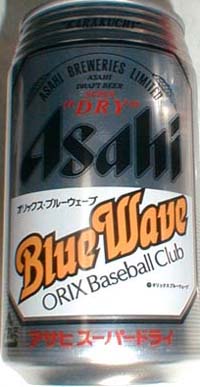 KARAKUCHI
ASAHI BREWERIES LIMITED
ASAHI
DRAFT BEER
SUPER
"DRY"
Asahi
オリックス・ブルーウェーブ
Blue Wave
ORIX Baseball Club
オリックスブルーウェーブ
アサヒスーパードライ